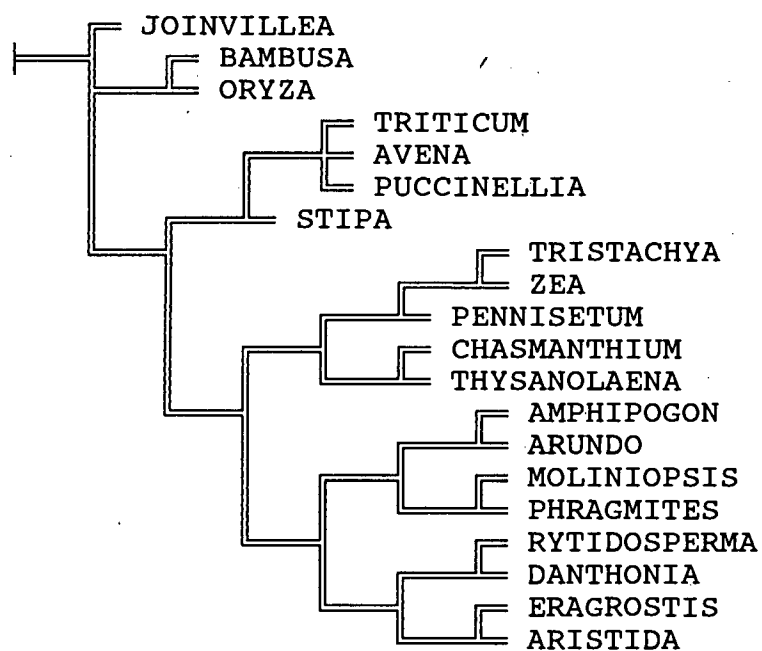 JOINVILLEA
BAMBUSA
ORYZA
TRITICUM
AVENA
PUCCINELLIA
STIPA
TRISTACHYA
ZEA
PENNISETUM
CHASMANTHIUM
THYSANOLAENA
AMPHIPOGON
ARUNDO
MOLINIOPSIS
PHRAGMITES
RYTIDOSPERMA
DANTHONIA
ERAGROSTIS
ARISTIDA